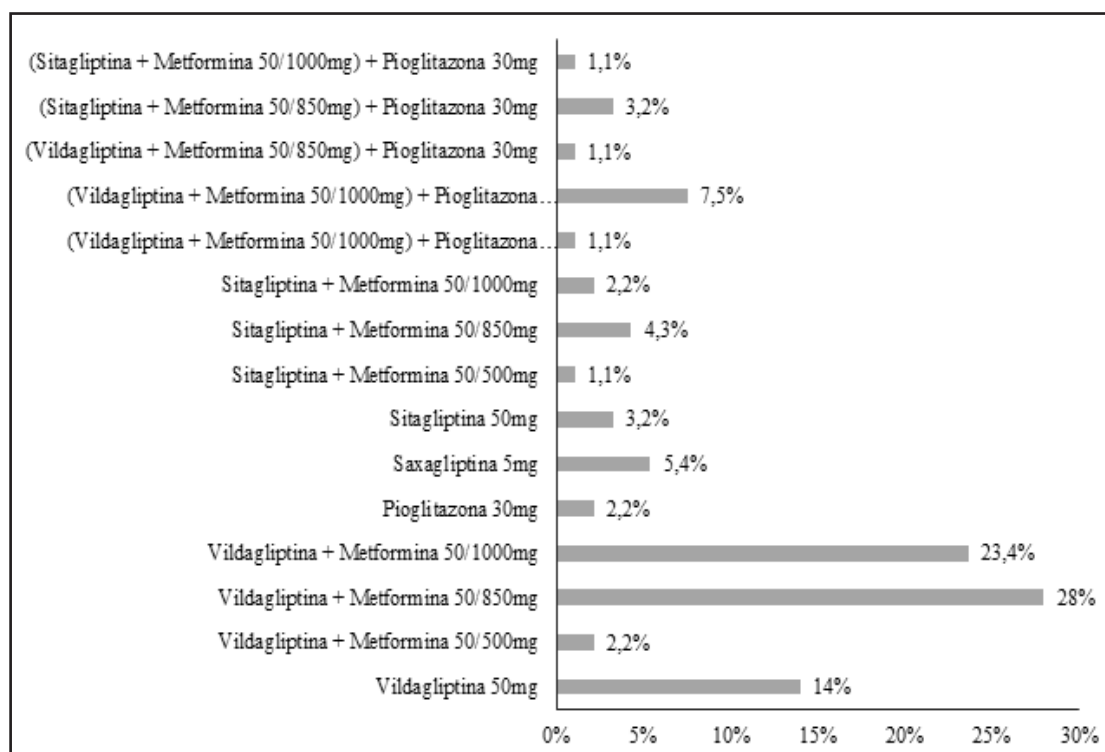 (Sitagliptina + Metformina 50/1000mg) + Pioglitazona 30mg 1,1%
(Sitagliptina + Metformina 50/850mg) + Pioglitazona 30mg 3,2%
(Vildagliptina + Metformina 50/850mg) + Pioglitazona 30mg 1,1%
(Vildagliptina + Metformina 50/1000mg) + Pioglitazona ... 7,5%
(Vildagliptina + Metformina 50/1000mg) + Pioglitazona ... 1,1%
Sitagliptina + Metformina 50/1000mg 2,2%
Sitagliptina + Metformina 50/850mg 4,3%
Sitagliptina + Metformina 50/500mg 1,1%
Sitagliptina 50mg 3,2%
Saxagliptina 5mg 5,4%
Pioglitazona 30mg 2,2%
Vildagliptina + Metformina 50/1000mg 23,4%
Vildagliptina + Metformina 50/850mg 28%
Vildagliptina + Metformina 50/500mg 2,2%
Vildagliptina 50mg 14%
0% 5% 10% 15% 20% 25% 30%